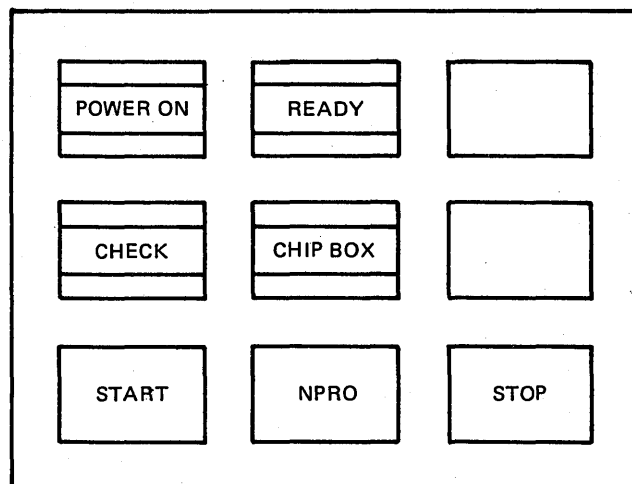 POWER ON
READY
CHECK
CHIP BOX
START
NPRO
STOP